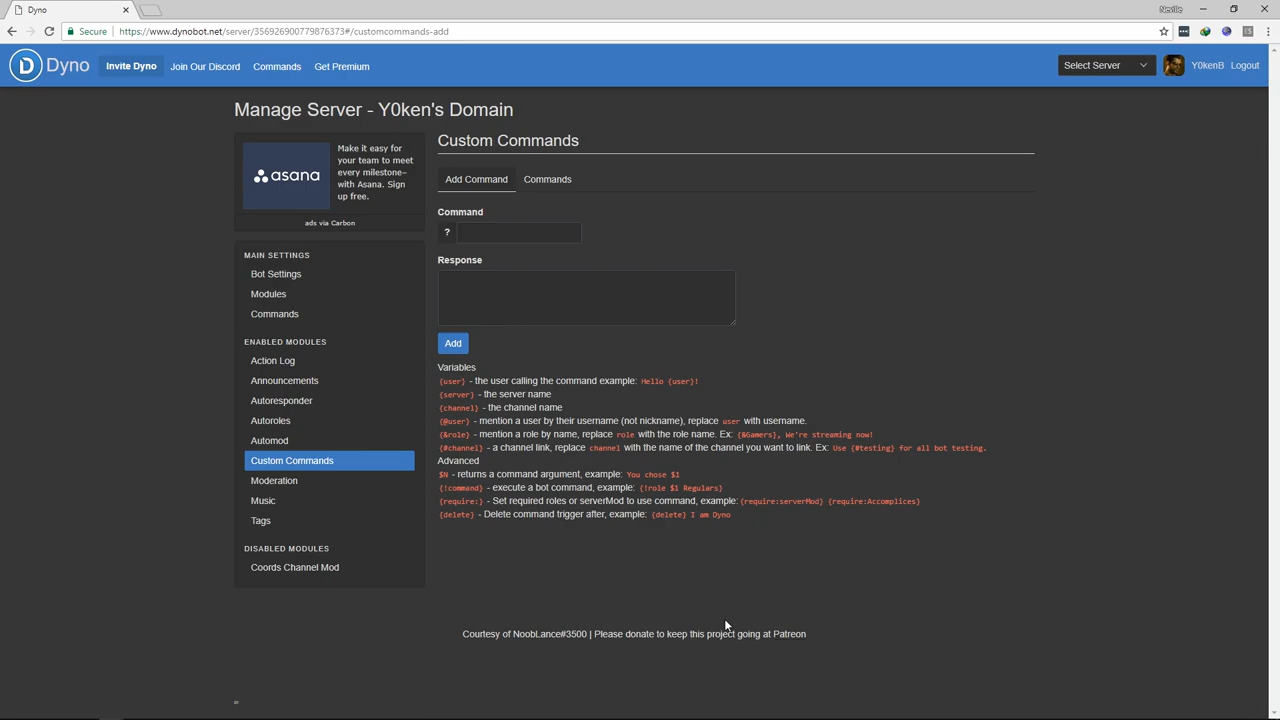 Neville
Dyno
Secure https://www.dynobot.net/server/356926900779876373#/customcommands-add
Dyno Invite Dyno Join Our Discord Commands Get Premium Select Server Y0kenB Logout
Manage Server - Y0ken's Domain
asana
Make it easy for
your team to meet
every milestone–
with Asana. Sign
up free.
ads via Carbon
MAIN SETTINGS
Bot Settings
Modules
Commands
ENABLED MODULES
Action Log
Announcements
Autoresponder
Autoroles
Automod
Custom Commands
Moderation
Music
Tags
DISABLED MODULES
Coords Channel Mod
Custom Commands
Add Command Commands
Command
?
Response
Add
Variables
{user} - the user calling the command example: Hello {user}!
{server} - the server name
{channel} - the channel name
{@user} - mention a user by their username (not nickname), replace user with username.
{&role} - mention a role by name, replace role with the role name. Ex: {&Gamers}, We're streaming now!
{#channel} - a channel link, replace channel with the name of the channel you want to link. Ex: Use {#testing} for all bot testing.
Advanced
$N - returns a command argument, example: You chose $1
{!command} - execute a bot command, example: {!role $1 Regulars}
{require:} - Set required roles or serverMod to use command, example: {require:serverMod} {require:Accomplices}
{delete} - Delete command trigger after, example: {delete} I am Dyno
Courtesy of NoobLance#3500 | Please donate to keep this project going at Patreon